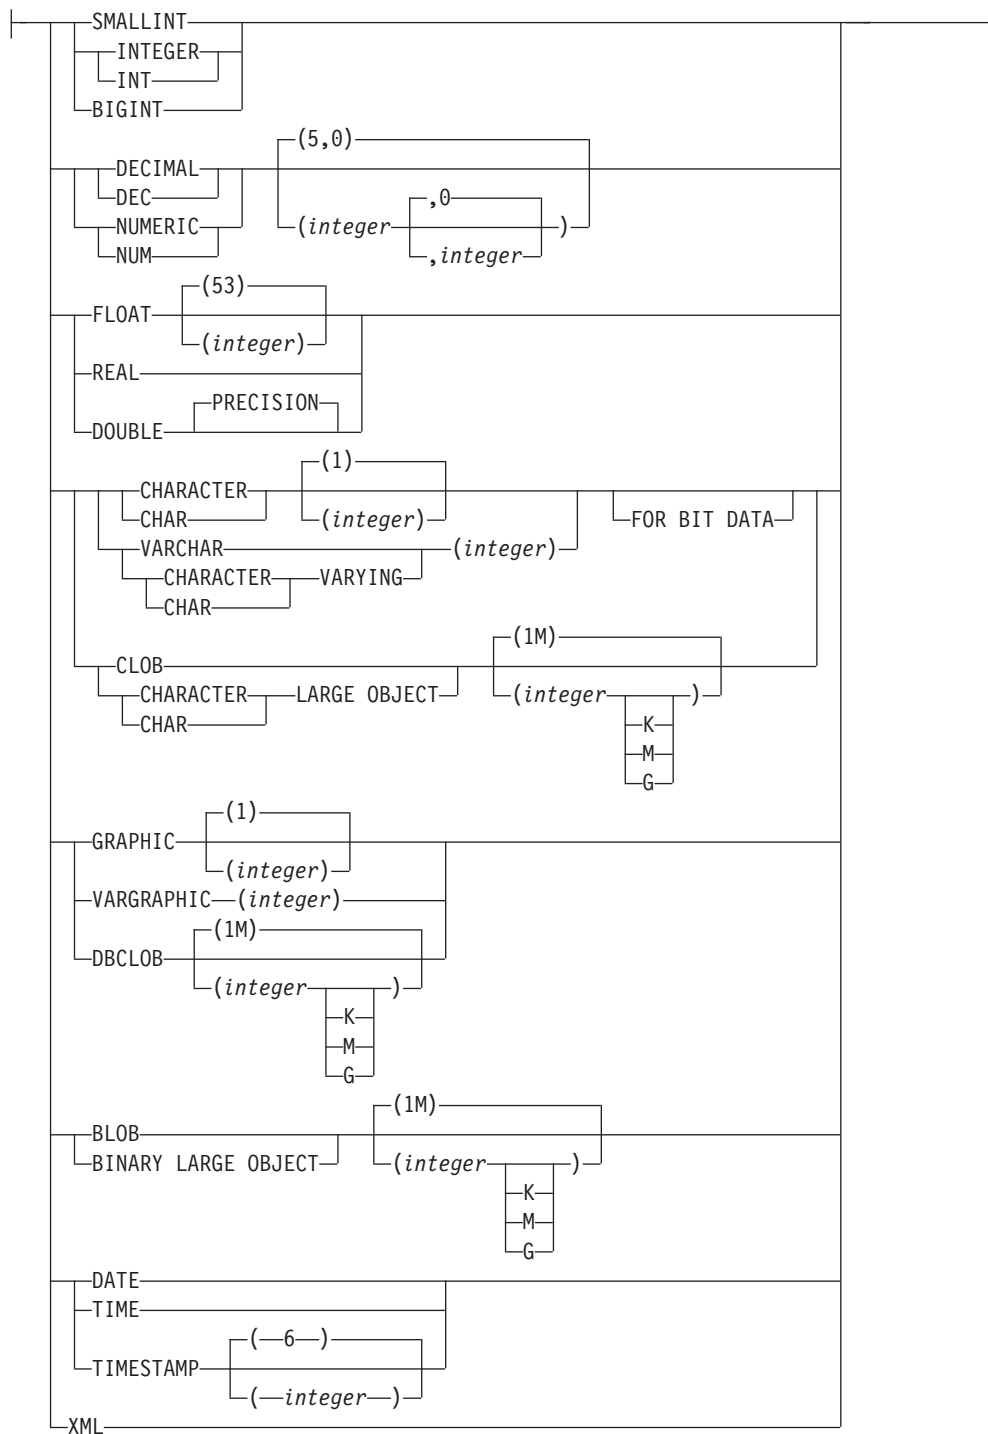 SMALLINT
INTEGER
INT
BIGINT
(5,0)
DECIMAL
DEC
,0
NUMERIC
(integer )
NUM
,integer
(53)
FLOAT
(integer)
REAL
PRECISION
DOUBLE
(1)
CHARACTER
CHAR
(integer)
FOR BIT DATA
VARCHAR
(integer)
CHARACTER
VARYING
CHAR
(1M)
CLOB
CHARACTER
LARGE OBJECT
(integer )
CHAR
K
M
G
(1)
GRAPHIC
(integer)
VARGRAPHIC
(integer)
(1M)
DBCLOB
(integer )
K
M
G
(1M)
BLOB
BINARY LARGE OBJECT
(integer )
K
M
G
DATE
TIME
( 6 )
TIMESTAMP
( integer )
XML